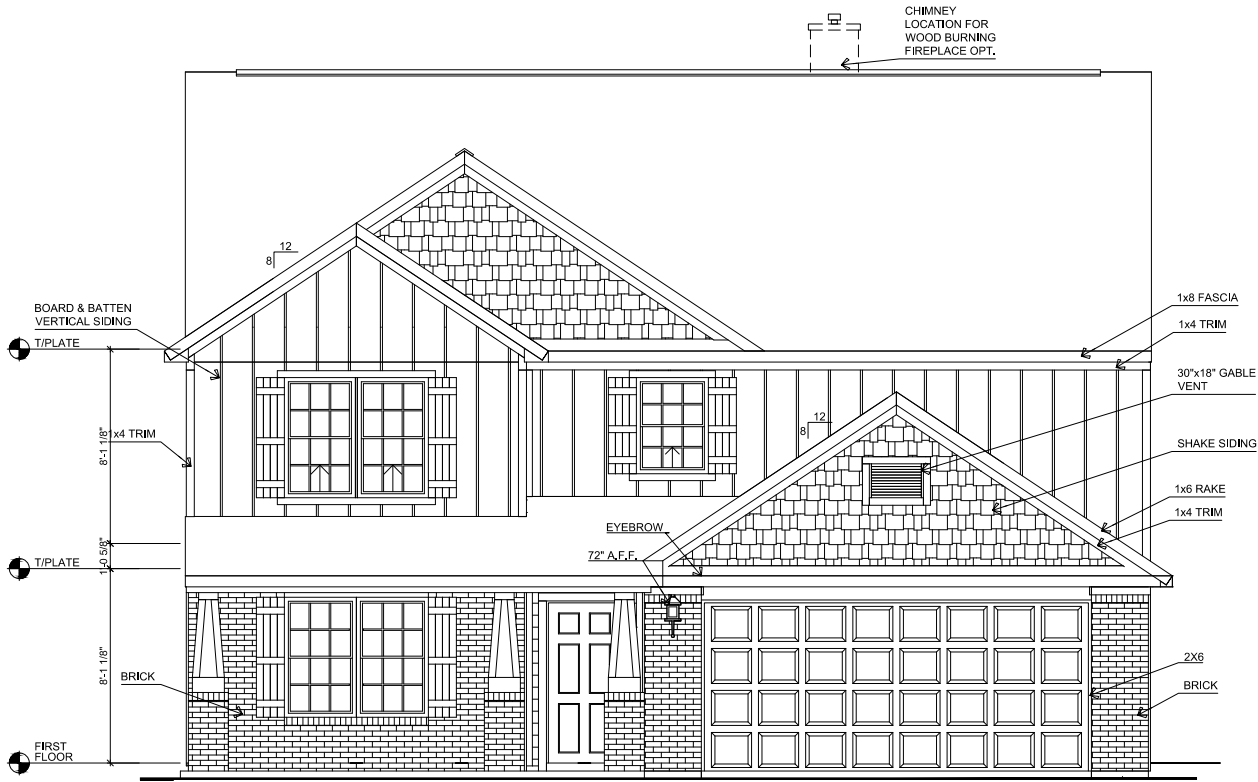 CHIMNEY
LOCATION FOR
WOOD BURNING
FIREPLACE OPT.
12
8
BOARD & BATTEN
VERTICAL SIDING
T/PLATE
1x8 FASCIA
1x4 TRIM
30"x18" GABLE
VENT
12
8
8'-1 1/8"
1x4 TRIM
SHAKE SIDING
1x6 RAKE
1x4 TRIM
EYEBROW
72" A.F.F.
T/PLATE
1'-0 5/8"
8'-1 1/8"
BRICK
2X6
BRICK
FIRST
FLOOR